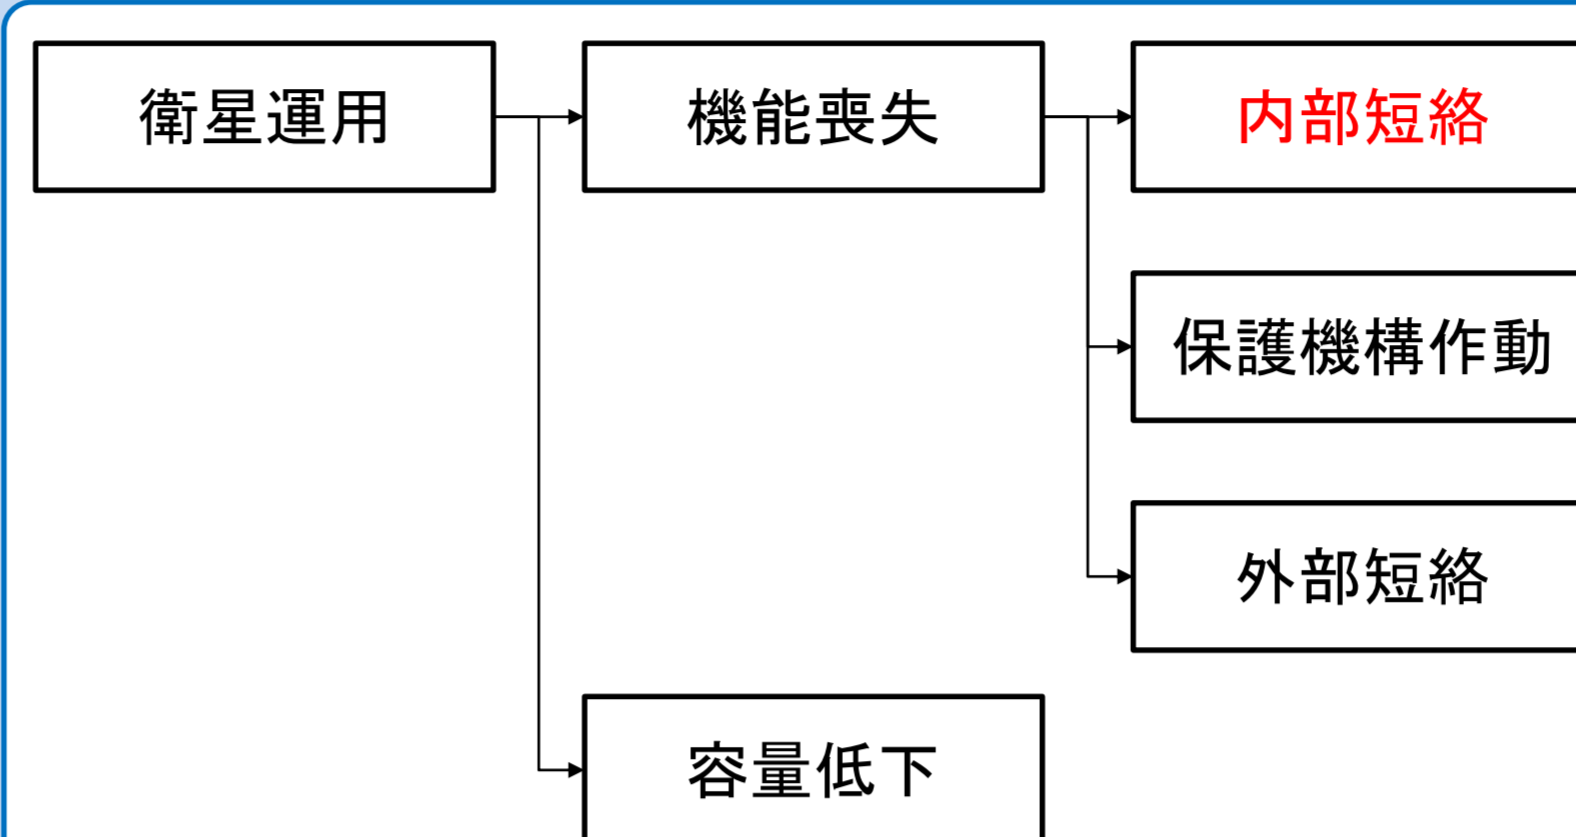 衛星運用
機能喪失
内部短絡
保護機構作動
外部短絡
容量低下